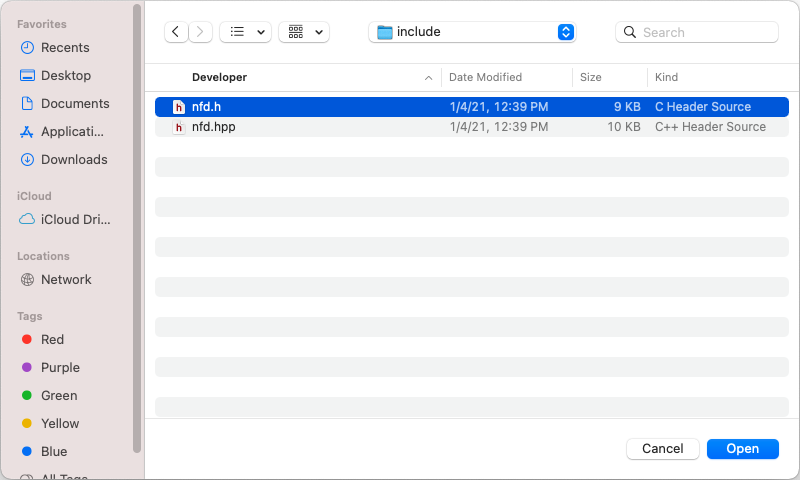 Favorites
Recents
Desktop
Documents
Applicati...
Downloads
iCloud
iCloud Dri...
Locations
Network
Tags
Red
Purple
Green
Yellow
Blue
All Tags
include
Search
Developer Date Modified Size Kind
h nfd.h 1/4/21, 12:39 PM 9 KB C Header Source
h nfd.hpp 1/4/21, 12:39 PM 10 KB C++ Header Source
Cancel Open